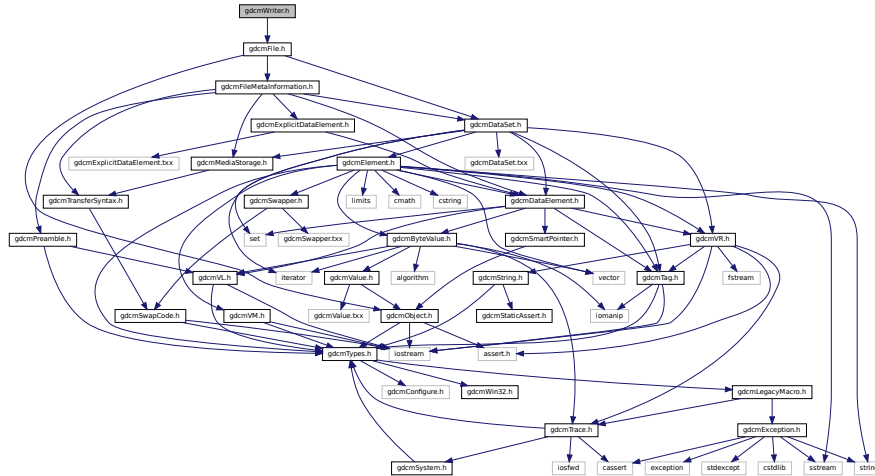 gdcmWriter.h
gdcmFile.h
gdcmFileMetaInformation.h
gdcmExplicitDataElement.h
gdcmDataSet.h
gdcmExplicitDataElement.txx
gdcmMediaStorage.h
gdcmElement.h
gdcmDataSet.txx
gdcmTransferSyntax.h
gdcmSwapper.h
limits
cmath
cstring
gdcmDataElement.h
gdcmPreamble.h
set
gdcmSwapper.txx
gdcmByteValue.h
gdcmSmartPointer.h
gdcmVR.h
gdcmVL.h
iterator
gdcmValue.h
algorithm
gdcmString.h
vector
gdcmTag.h
fstream
gdcmSwapCode.h
gdcmVM.h
gdcmValue.txx
gdcmObject.h
gdcmStaticAssert.h
iomanip
gdcmTypes.h
iostream
assert.h
gdcmConfigure.h
gdcmWin32.h
gdcmLegacyMacro.h
gdcmTrace.h
gdcmException.h
gdcmSystem.h
iosfwd
cassert
exception
stdexcept
cstdlib
sstream